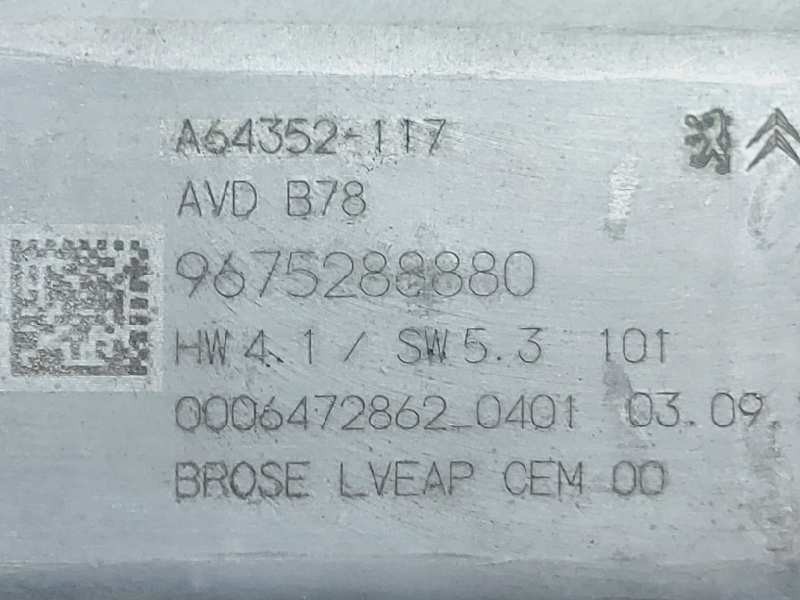 A64352-117
AVD B78
9675288880
HW 4.1 / SW 5.3 101
0006472862_0401 03.09.
BROSE LVEAP CEM 00